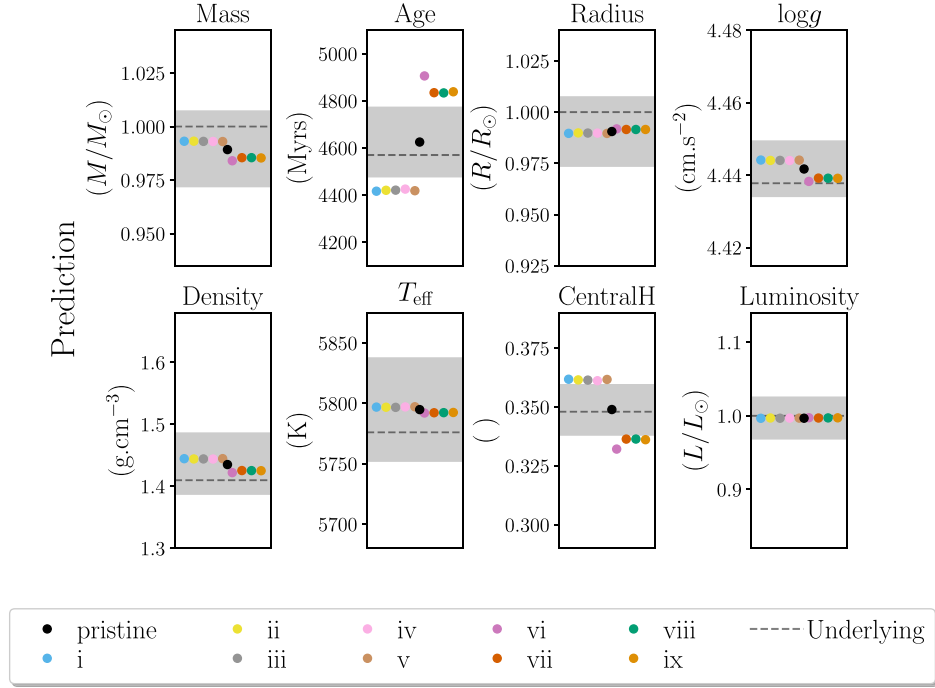 Mass
Age
Radius
logg
(M/M⊙)
1.025
1.000
0.975
0.950
(Myrs)
5000
4800
4600
4400
4200
(R/R⊙)
1.025
1.000
0.975
0.950
0.925
(cm.s⁻²)
4.48
4.46
4.44
4.42
Prediction
Density
Teff
CentralH
Luminosity
(g.cm⁻³)
1.6
1.5
1.4
1.3
(K)
5850
5800
5750
5700
()
0.375
0.350
0.325
0.300
(L/L⊙)
1.1
1.0
0.9
pristine
ii
iv
vi
viii
Underlying
i
iii
v
vii
ix